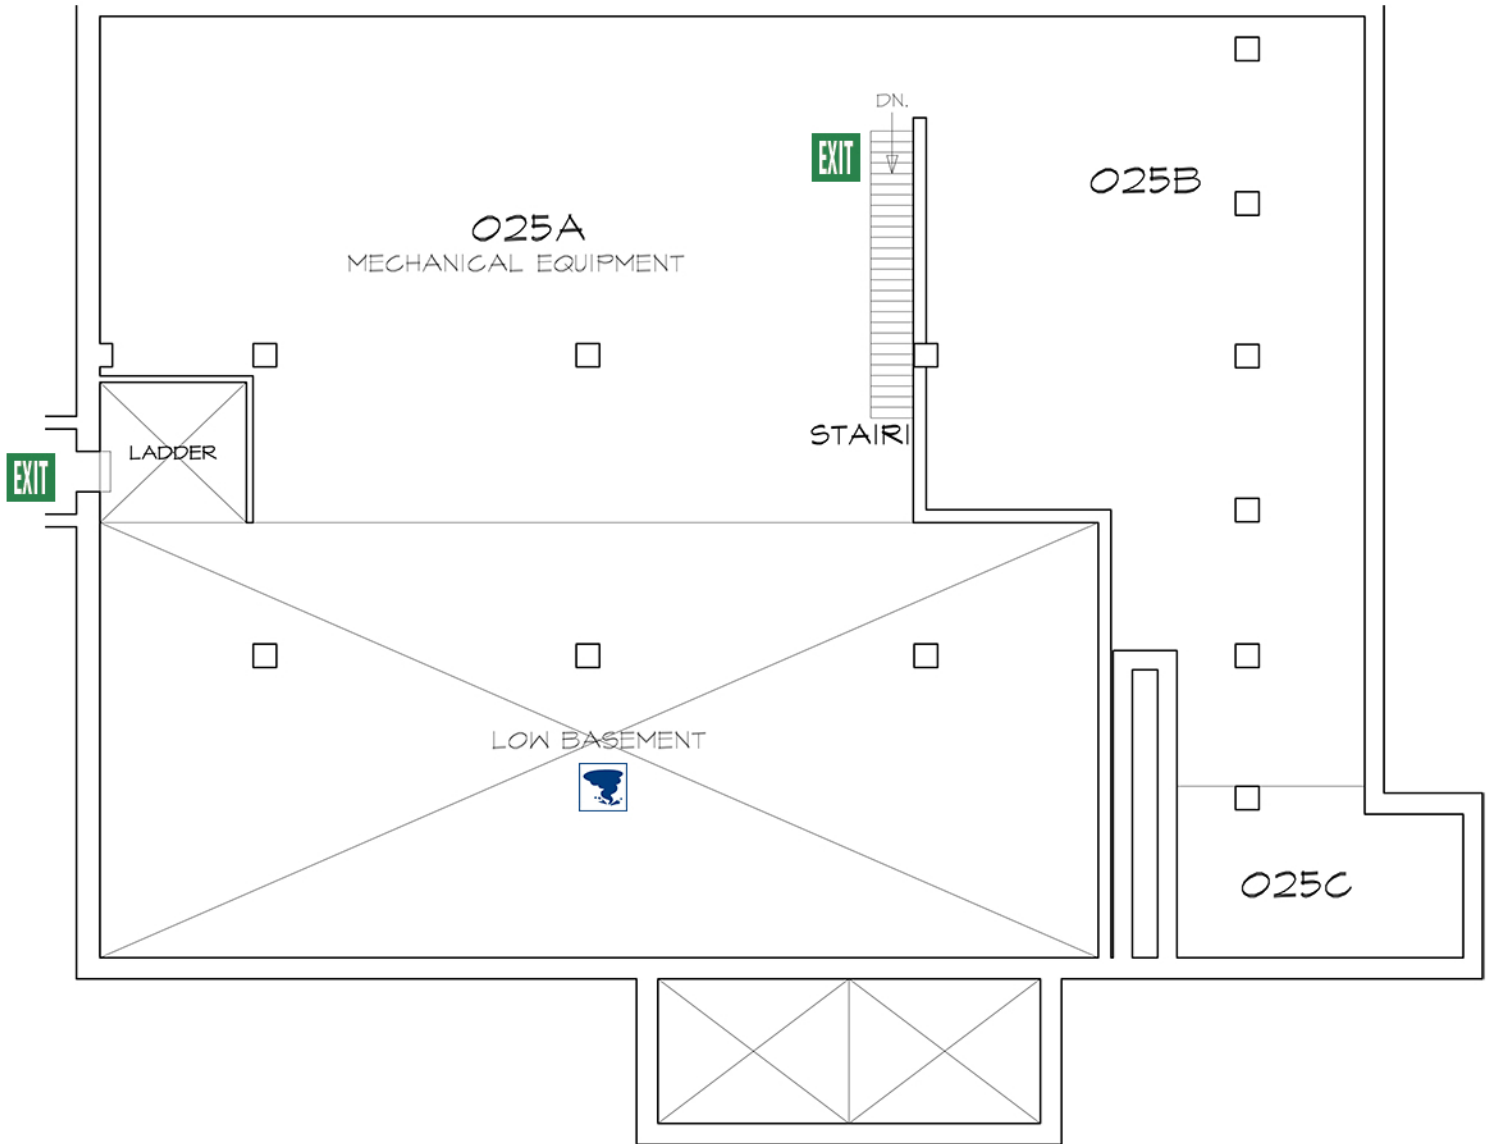 DN.
EXIT
025B
025A
MECHANICAL EQUIPMENT
STAIR1
LADDER
EXIT
LOW BASEMENT
025C